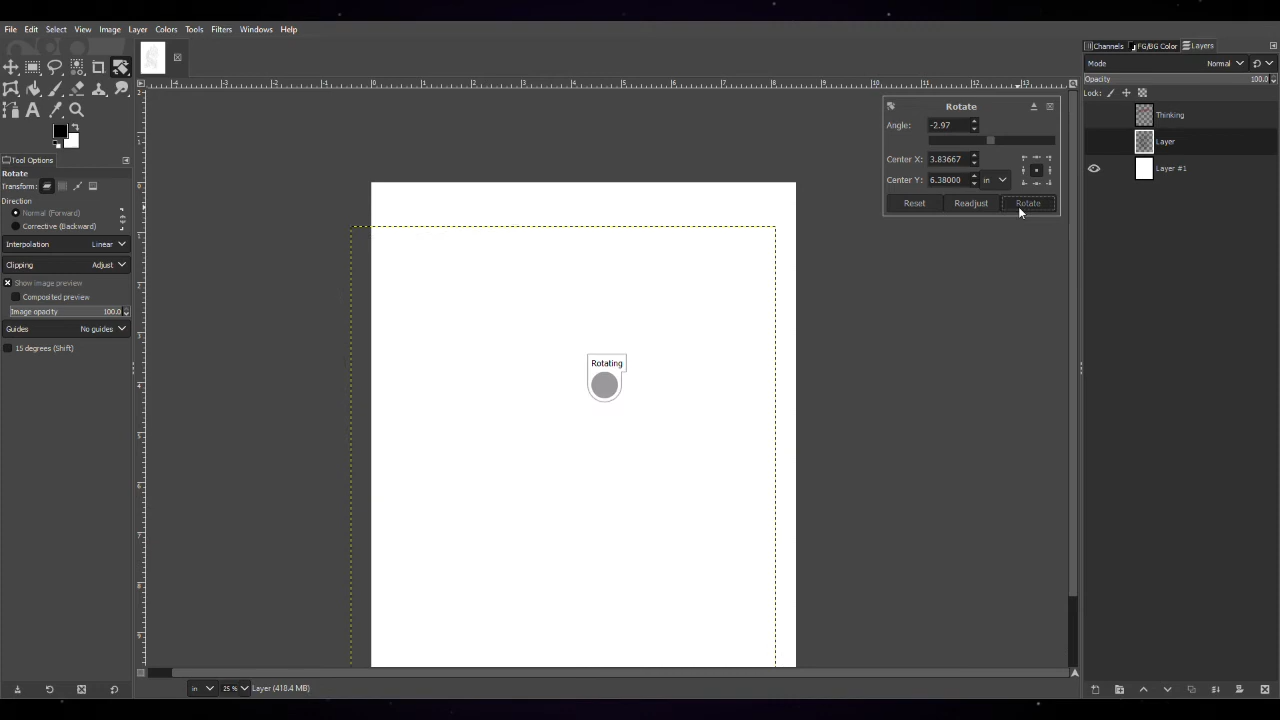 File Edit Select View Image Layer Colors Tools Filters Windows Help
Channels FG/BG Color Layers
Mode Normal
Opacity 100.0
Lock:
Thinking
Layer
Layer #1
Tool Options
Rotate
Transform:
Direction
Normal (Forward)
Corrective (Backward)
Interpolation Linear
Clipping Adjust
Show image preview
Composited preview
Image opacity 100.0
Guides No guides
15 degrees (Shift)
Rotate
Angle: -2.97
Center X: 3.83667
Center Y: 6.38000 in
Reset Readjust Rotate
Rotating
in 25 % Layer (418.4 MB)